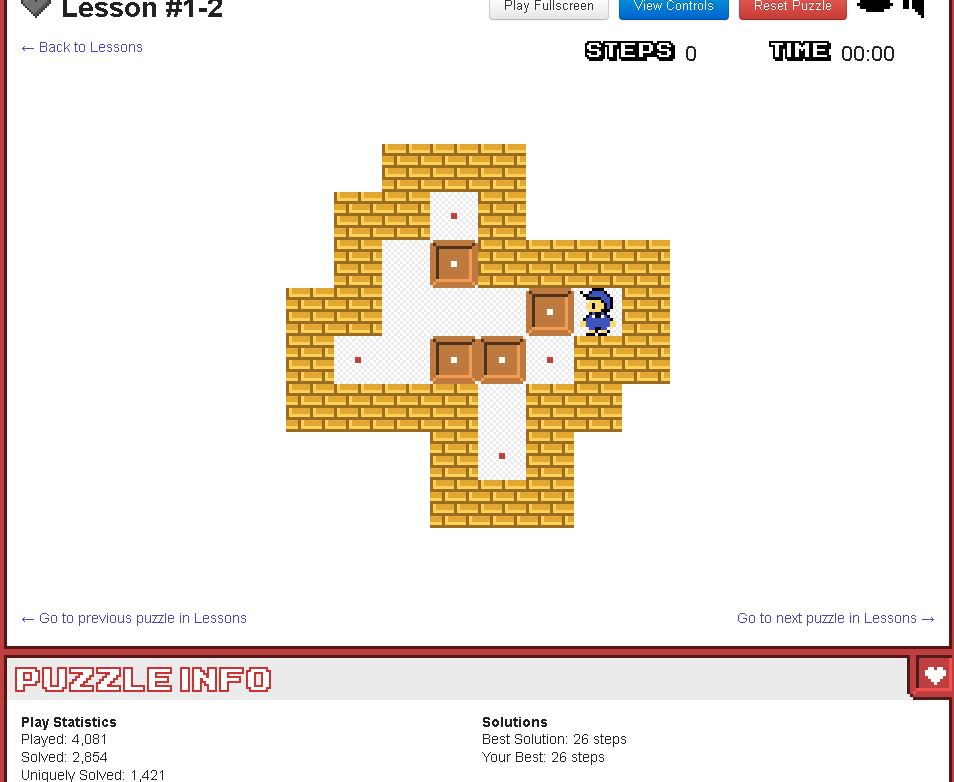 Lesson #1-2
Play Fullscreen
View Controls
Reset Puzzle
← Back to Lessons
STEPS 0
TIME 00:00
← Go to previous puzzle in Lessons
Go to next puzzle in Lessons →
PUZZLE INFO
Play Statistics
Played: 4,081
Solved: 2,854
Uniquely Solved: 1,421
Solutions
Best Solution: 26 steps
Your Best: 26 steps